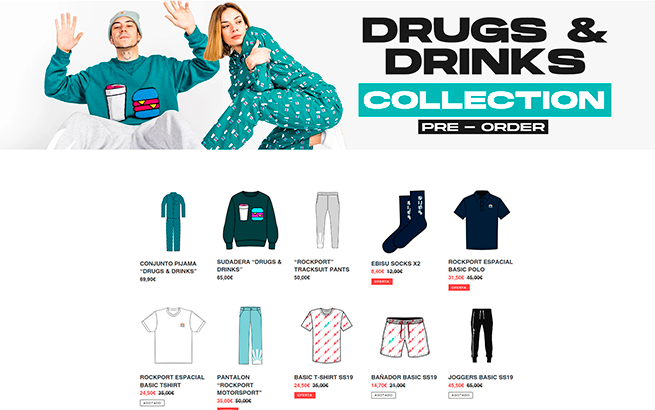 DRUGS &
DRINKS
COLLECTION
PRE – ORDER
CONJUNTO PIJAMA
"DRUGS & DRINKS"
69,90€
SUDADERA "DRUGS &
DRINKS"
65,00€
"ROCKPORT"
TRACKSUIT PANTS
50,00€
EBISU SOCKS X2
8,40€ 12,00€
OFERTA
ROCKPORT ESPACIAL
BASIC POLO
31,50€ 45,00€
OFERTA
ROCKPORT ESPACIAL
BASIC TSHIRT
24,50€ 35,00€
AGOTADO
PANTALON
"ROCKPORT
MOTORSPORT"
35,00€ 50,00€
BASIC T-SHIRT SS19
24,50€ 35,00€
OFERTA
BAÑADOR BASIC SS19
14,70€ 21,00€
AGOTADO
JOGGERS BASIC SS19
45,50€ 65,00€
AGOTADO